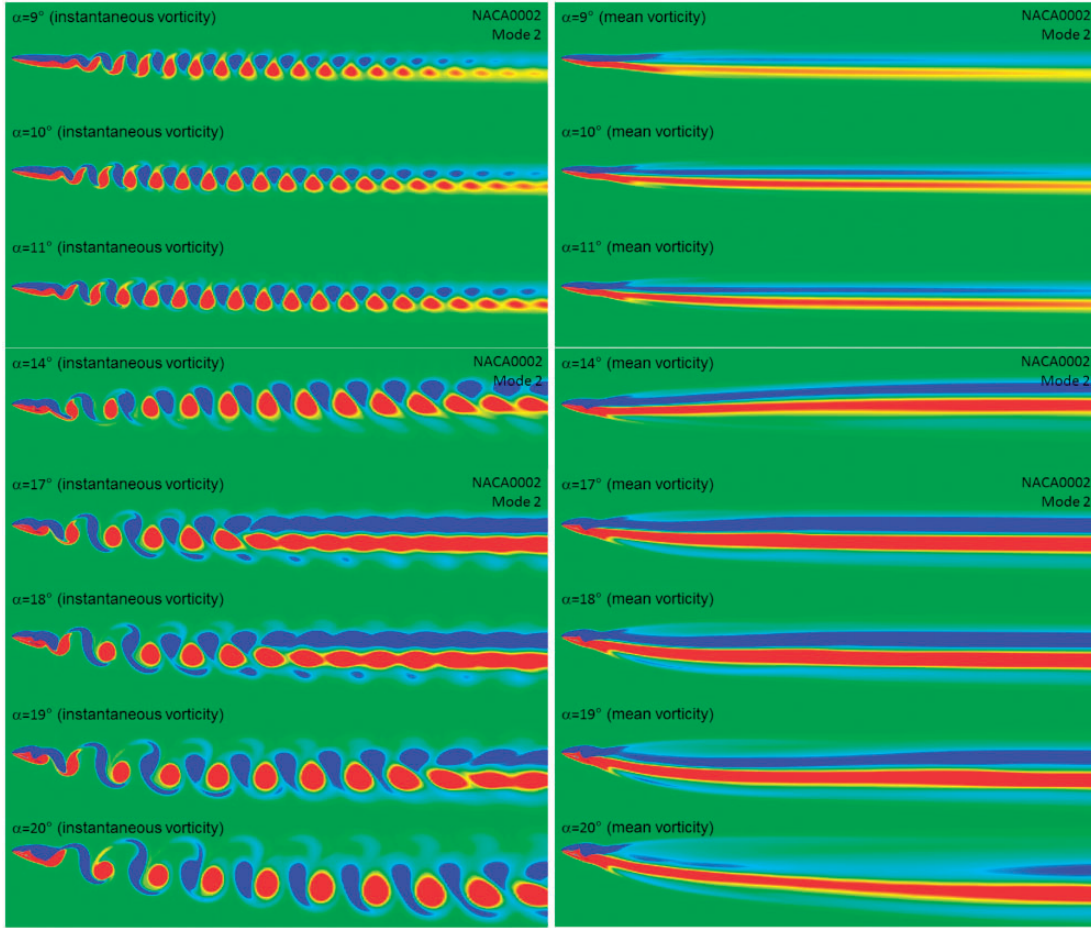 α=9° (instantaneous vorticity)
NACA0002
Mode 2
α=10° (instantaneous vorticity)
α=11° (instantaneous vorticity)
α=14° (instantaneous vorticity)
NACA0002
Mode 2
α=17° (instantaneous vorticity)
NACA0002
Mode 2
α=18° (instantaneous vorticity)
α=19° (instantaneous vorticity)
α=20° (instantaneous vorticity)
α=9° (mean vorticity)
NACA0002
Mode 2
α=10° (mean vorticity)
α=11° (mean vorticity)
α=14° (mean vorticity)
NACA0002
Mode 2
α=17° (mean vorticity)
NACA0002
Mode 2
α=18° (mean vorticity)
α=19° (mean vorticity)
α=20° (mean vorticity)